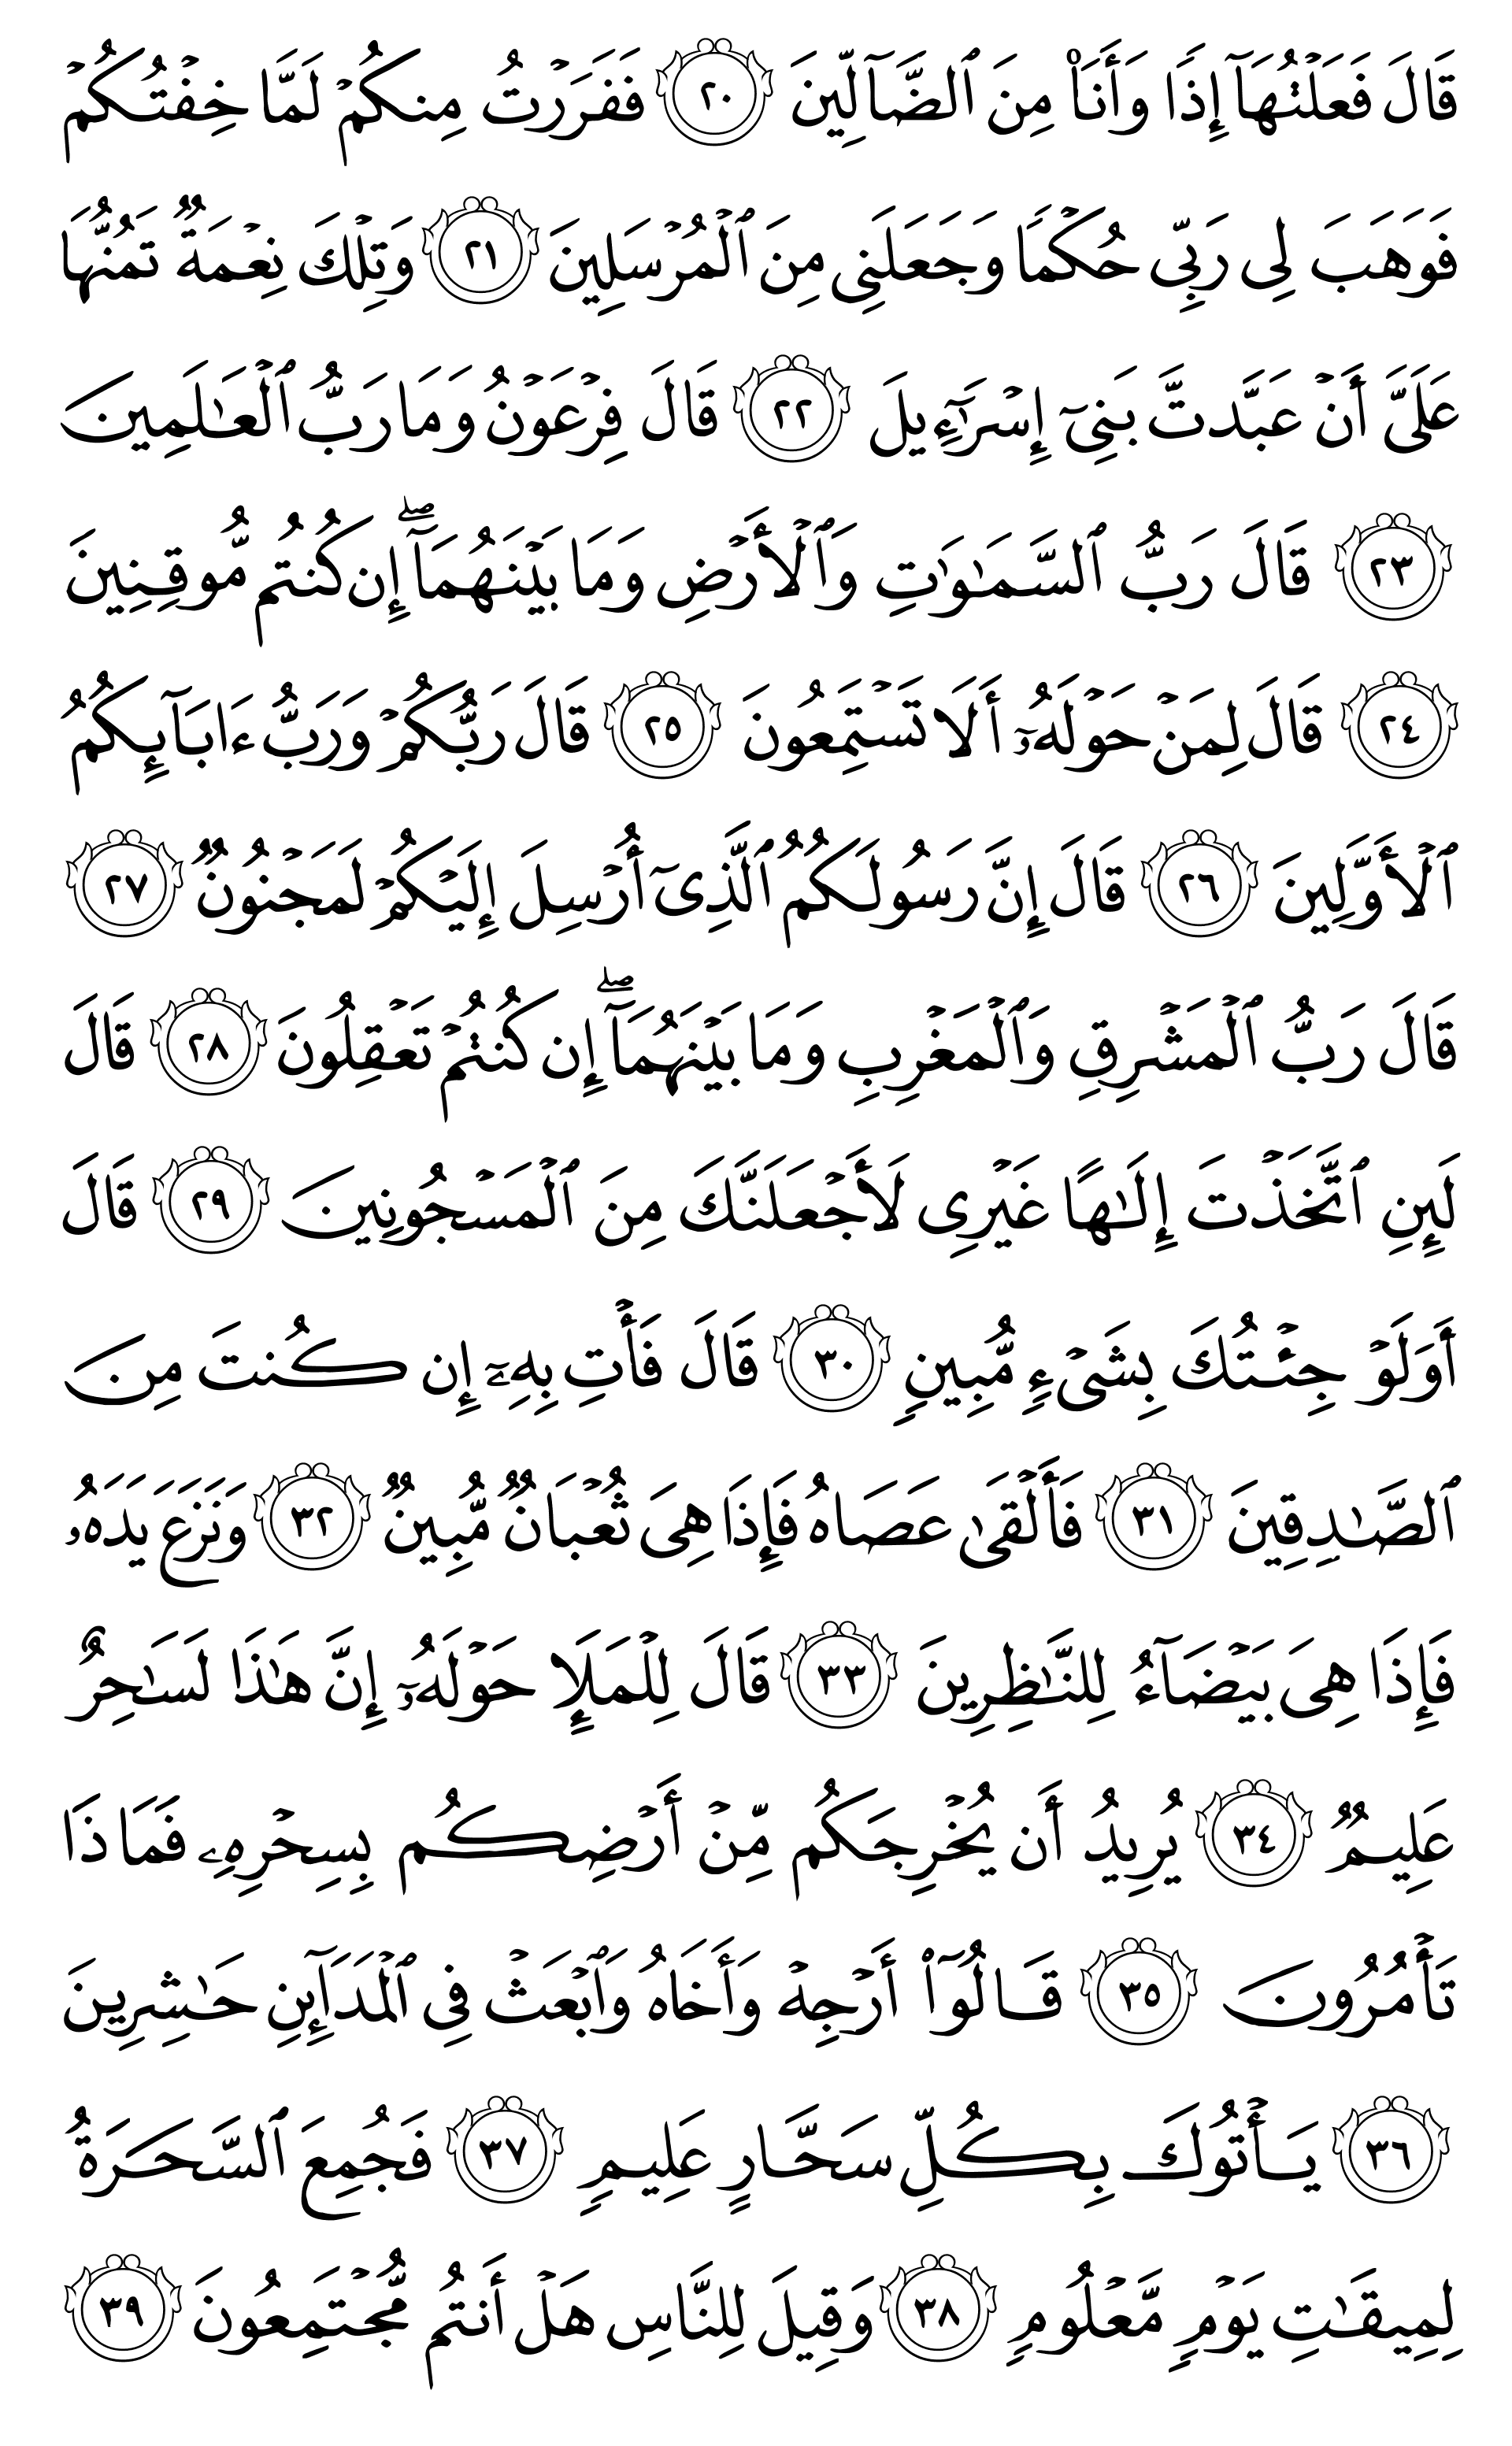 قَالَ فَعَلۡتُهَآ إِذٗا وَأَنَا۠ مِنَ ٱلضَّآلِّينَ ٢٠ فَفَرَرۡتُ مِنكُمۡ لَمَّا خِفۡتُكُمۡ
فَوَهَبَ لِي رَبِّي حُكۡمٗا وَجَعَلَنِي مِنَ ٱلۡمُرۡسَلِينَ ٢١ وَتِلۡكَ نِعۡمَةٞ تَمُنُّهَا
عَلَيَّ أَنۡ عَبَّدتَّ بَنِيٓ إِسۡرَٰٓءِيلَ ٢٢ قَالَ فِرۡعَوۡنُ وَمَا رَبُّ ٱلۡعَٰلَمِينَ
٢٣ قَالَ رَبُّ ٱلسَّمَٰوَٰتِ وَٱلۡأَرۡضِ وَمَا بَيۡنَهُمَآۖ إِن كُنتُم مُّوقِنِينَ
٢٤ قَالَ لِمَنۡ حَوۡلَهُۥٓ أَلَا تَسۡتَمِعُونَ ٢٥ قَالَ رَبُّكُمۡ وَرَبُّ ءَابَآئِكُمُ
ٱلۡأَوَّلِينَ ٢٦ قَالَ إِنَّ رَسُولَكُمُ ٱلَّذِيٓ أُرۡسِلَ إِلَيۡكُمۡ لَمَجۡنُونٞ ٢٧
قَالَ رَبُّ ٱلۡمَشۡرِقِ وَٱلۡمَغۡرِبِ وَمَا بَيۡنَهُمَآۖ إِن كُنتُمۡ تَعۡقِلُونَ ٢٨ قَالَ
لَئِنِ ٱتَّخَذۡتَ إِلَٰهًا غَيۡرِي لَأَجۡعَلَنَّكَ مِنَ ٱلۡمَسۡجُونِينَ ٢٩ قَالَ
أَوَلَوۡ جِئۡتُكَ بِشَيۡءٖ مُّبِينٖ ٣٠ قَالَ فَأۡتِ بِهِۦٓ إِن كُنتَ مِنَ
ٱلصَّٰدِقِينَ ٣١ فَأَلۡقَىٰ عَصَاهُ فَإِذَا هِيَ ثُعۡبَانٞ مُّبِينٞ ٣٢ وَنَزَعَ يَدَهُۥ
فَإِذَا هِيَ بَيۡضَآءُ لِلنَّٰظِرِينَ ٣٣ قَالَ لِلۡمَلَإِ حَوۡلَهُۥٓ إِنَّ هَٰذَا لَسَٰحِرٌ
عَلِيمٞ ٣٤ يُرِيدُ أَن يُخۡرِجَكُم مِّنۡ أَرۡضِكُم بِسِحۡرِهِۦ فَمَاذَا
تَأۡمُرُونَ ٣٥ قَالُوٓاْ أَرۡجِهۡ وَأَخَاهُ وَٱبۡعَثۡ فِي ٱلۡمَدَآئِنِ حَٰشِرِينَ
٣٦ يَأۡتُوكَ بِكُلِّ سَحَّارٍ عَلِيمٖ ٣٧ فَجُمِعَ ٱلسَّحَرَةُ
لِمِيقَٰتِ يَوۡمٖ مَّعۡلُومٖ ٣٨ وَقِيلَ لِلنَّاسِ هَلۡ أَنتُم مُّجۡتَمِعُونَ ٣٩